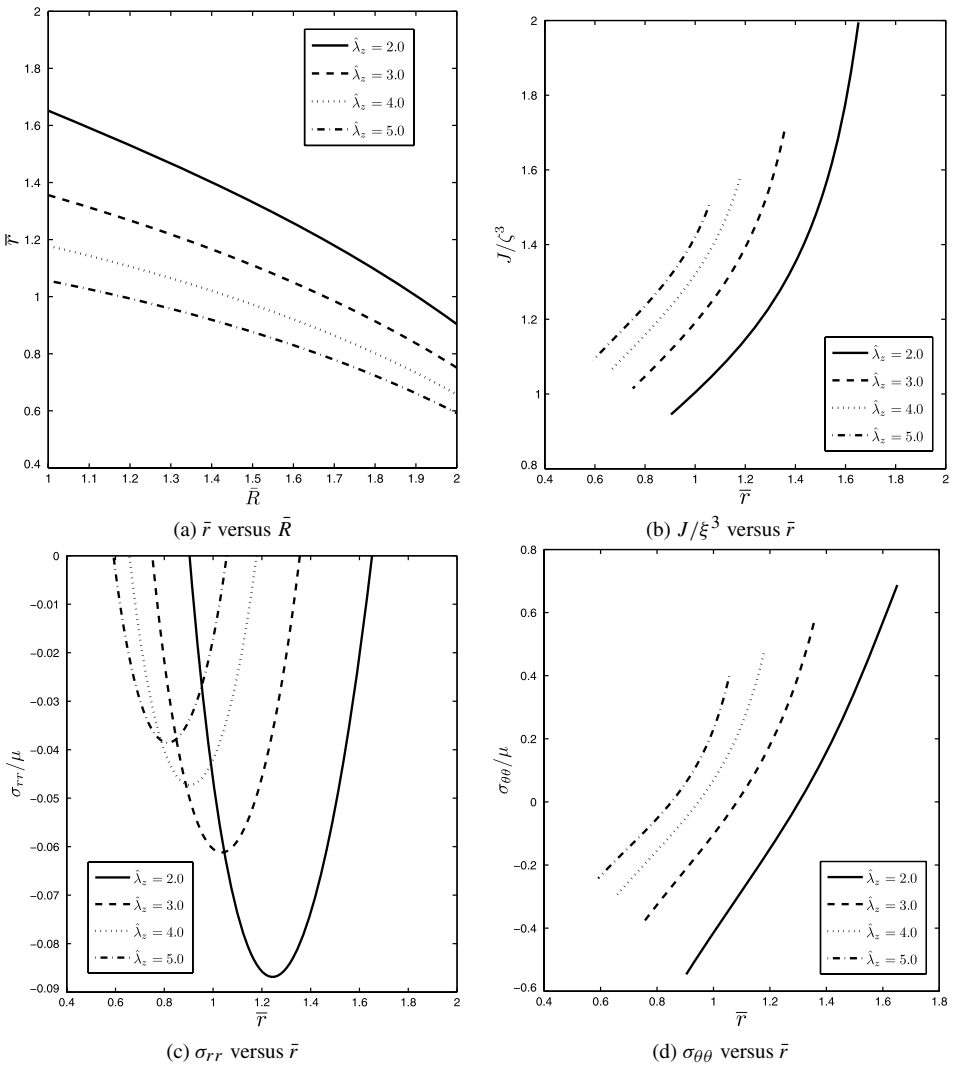 2
1.8
1.6
1.4
1.2
1
0.8
0.6
0.4
r̅
1 1.1 1.2 1.3 1.4 1.5 1.6 1.7 1.8 1.9 2
R̄
λ̂z = 2.0
λ̂z = 3.0
λ̂z = 4.0
λ̂z = 5.0
(a) r̄ versus R̄
2
1.8
1.6
1.4
1.2
1
0.8
J/ζ³
0.4 0.6 0.8 1 1.2 1.4 1.6 1.8 2
r̅
λ̂z = 2.0
λ̂z = 3.0
λ̂z = 4.0
λ̂z = 5.0
(b) J/ξ³ versus r̄
0
−0.01
−0.02
−0.03
−0.04
−0.05
−0.06
−0.07
−0.08
−0.09
σrr/μ
0.4 0.6 0.8 1 1.2 1.4 1.6 1.8 2
r̅
λ̂z = 2.0
λ̂z = 3.0
λ̂z = 4.0
λ̂z = 5.0
(c) σrr versus r̄
0.8
0.6
0.4
0.2
0
−0.2
−0.4
−0.6
σθθ/μ
0.4 0.6 0.8 1 1.2 1.4 1.6 1.8
r̅
λ̂z = 2.0
λ̂z = 3.0
λ̂z = 4.0
λ̂z = 5.0
(d) σθθ versus r̄